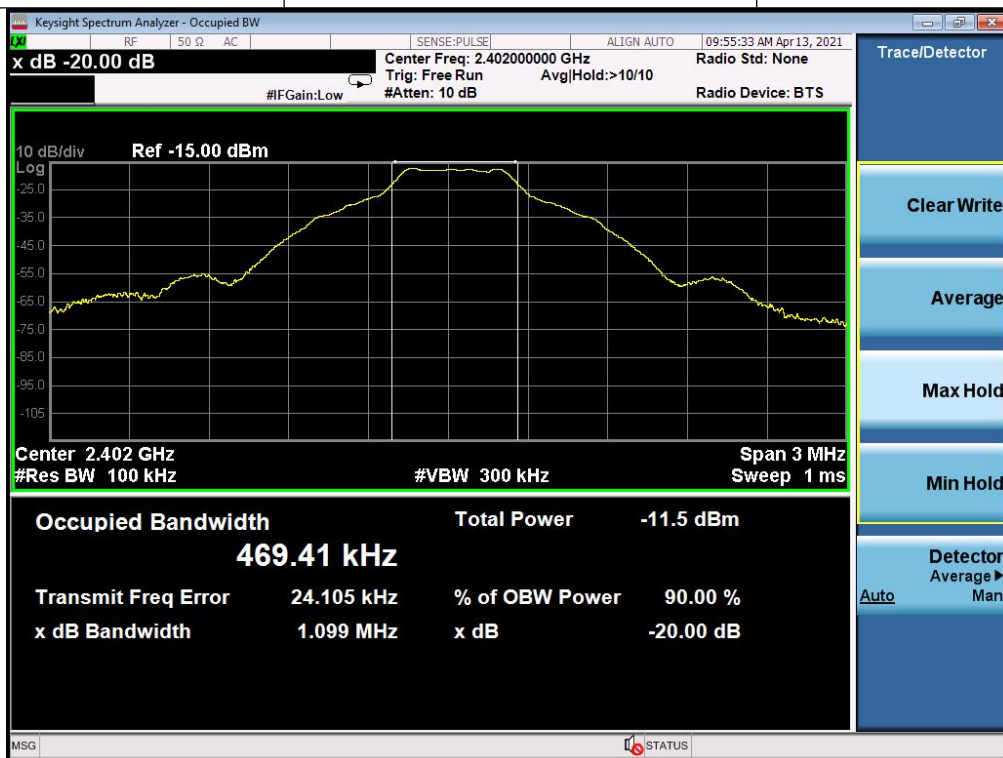 Keysight Spectrum Analyzer - Occupied BW
LXI RF 50 Ω AC SENSE:PULSE ALIGN AUTO 09:55:33 AM Apr 13, 2021
x dB -20.00 dB
Center Freq: 2.402000000 GHz
Radio Std: None
Trig: Free Run Avg|Hold:>10/10
#IFGain:Low
#Atten: 10 dB
Radio Device: BTS
10 dB/div Ref -15.00 dBm
Log
-25.0
-35.0
-45.0
-55.0
-65.0
-75.0
-85.0
-95.0
-105
Center 2.402 GHz Span 3 MHz
#Res BW 100 kHz #VBW 300 kHz Sweep 1 ms
Occupied Bandwidth Total Power -11.5 dBm
469.41 kHz
Transmit Freq Error 24.105 kHz % of OBW Power 90.00 %
x dB Bandwidth 1.099 MHz x dB -20.00 dB
MSG STATUS
Trace/Detector
Clear Write
Average
Max Hold
Min Hold
Detector
Average
Auto Man